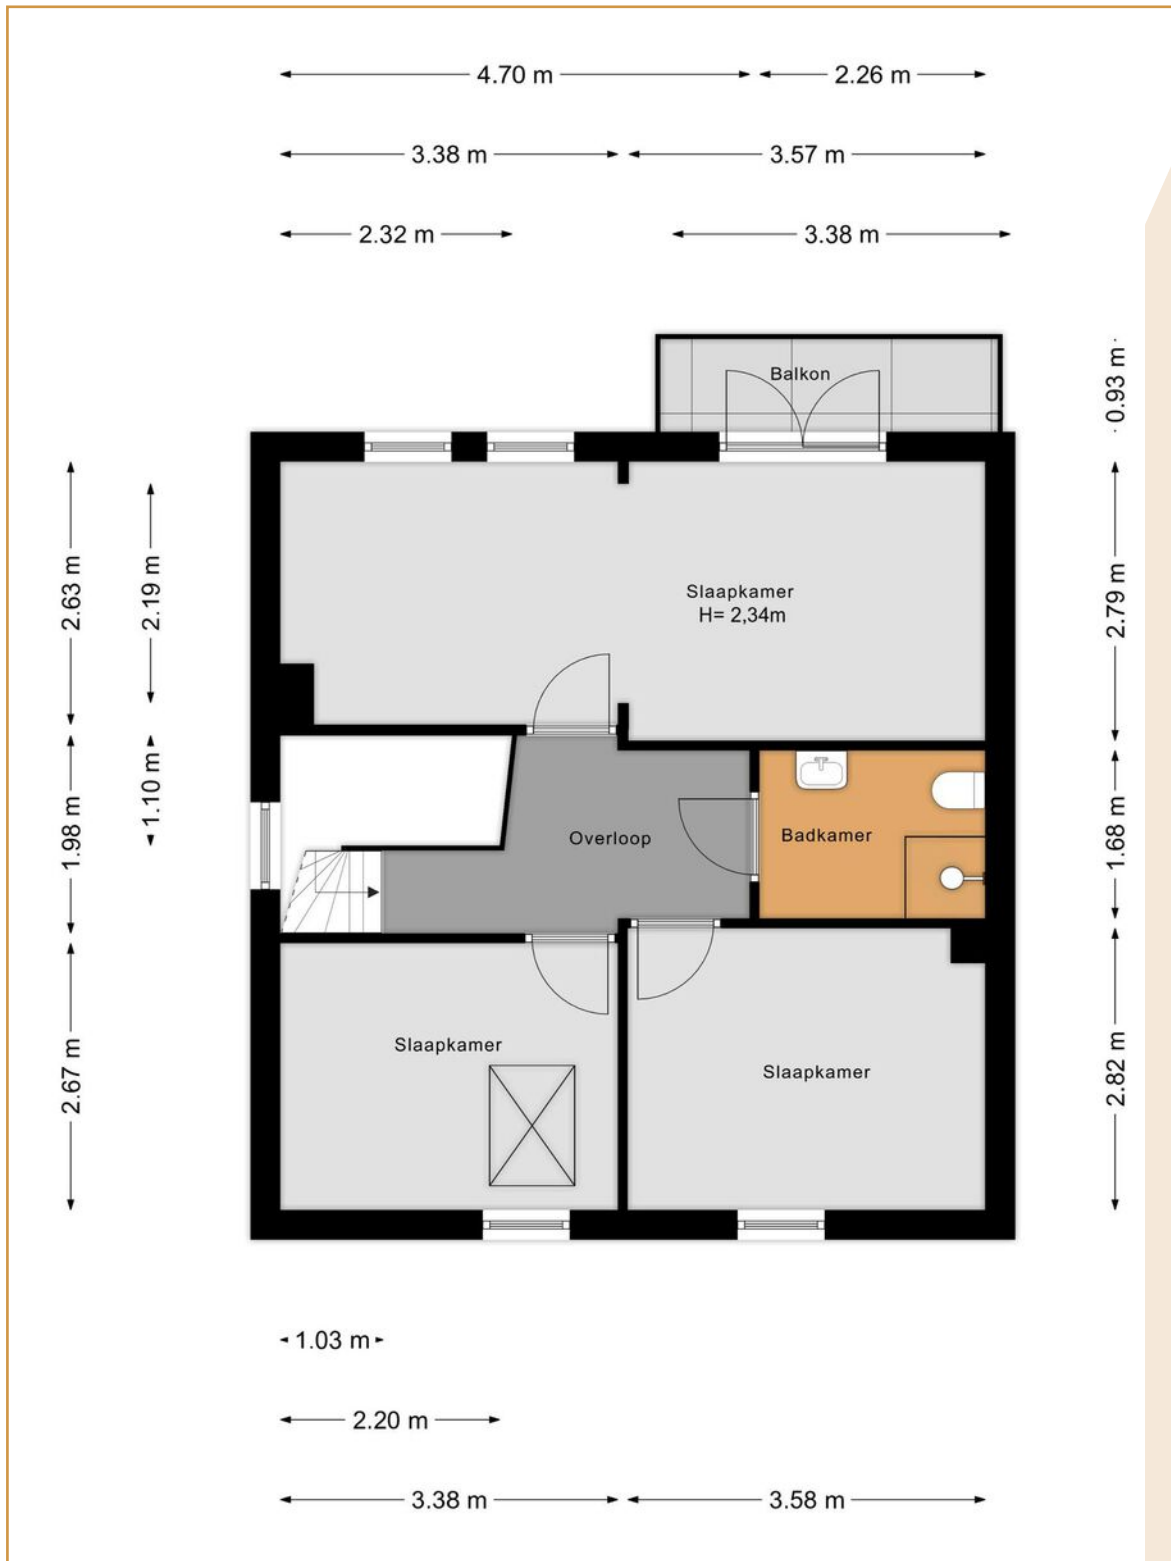 4.70 m
2.26 m
3.38 m
3.57 m
2.32 m
3.38 m
Balkon
0.93 m
2.63 m
2.19 m
Slaapkamer
H= 2,34m
2.79 m
1.98 m
1.10 m
Overloop
Badkamer
1.68 m
2.67 m
Slaapkamer
Slaapkamer
2.82 m
1.03 m
2.20 m
3.38 m
3.58 m